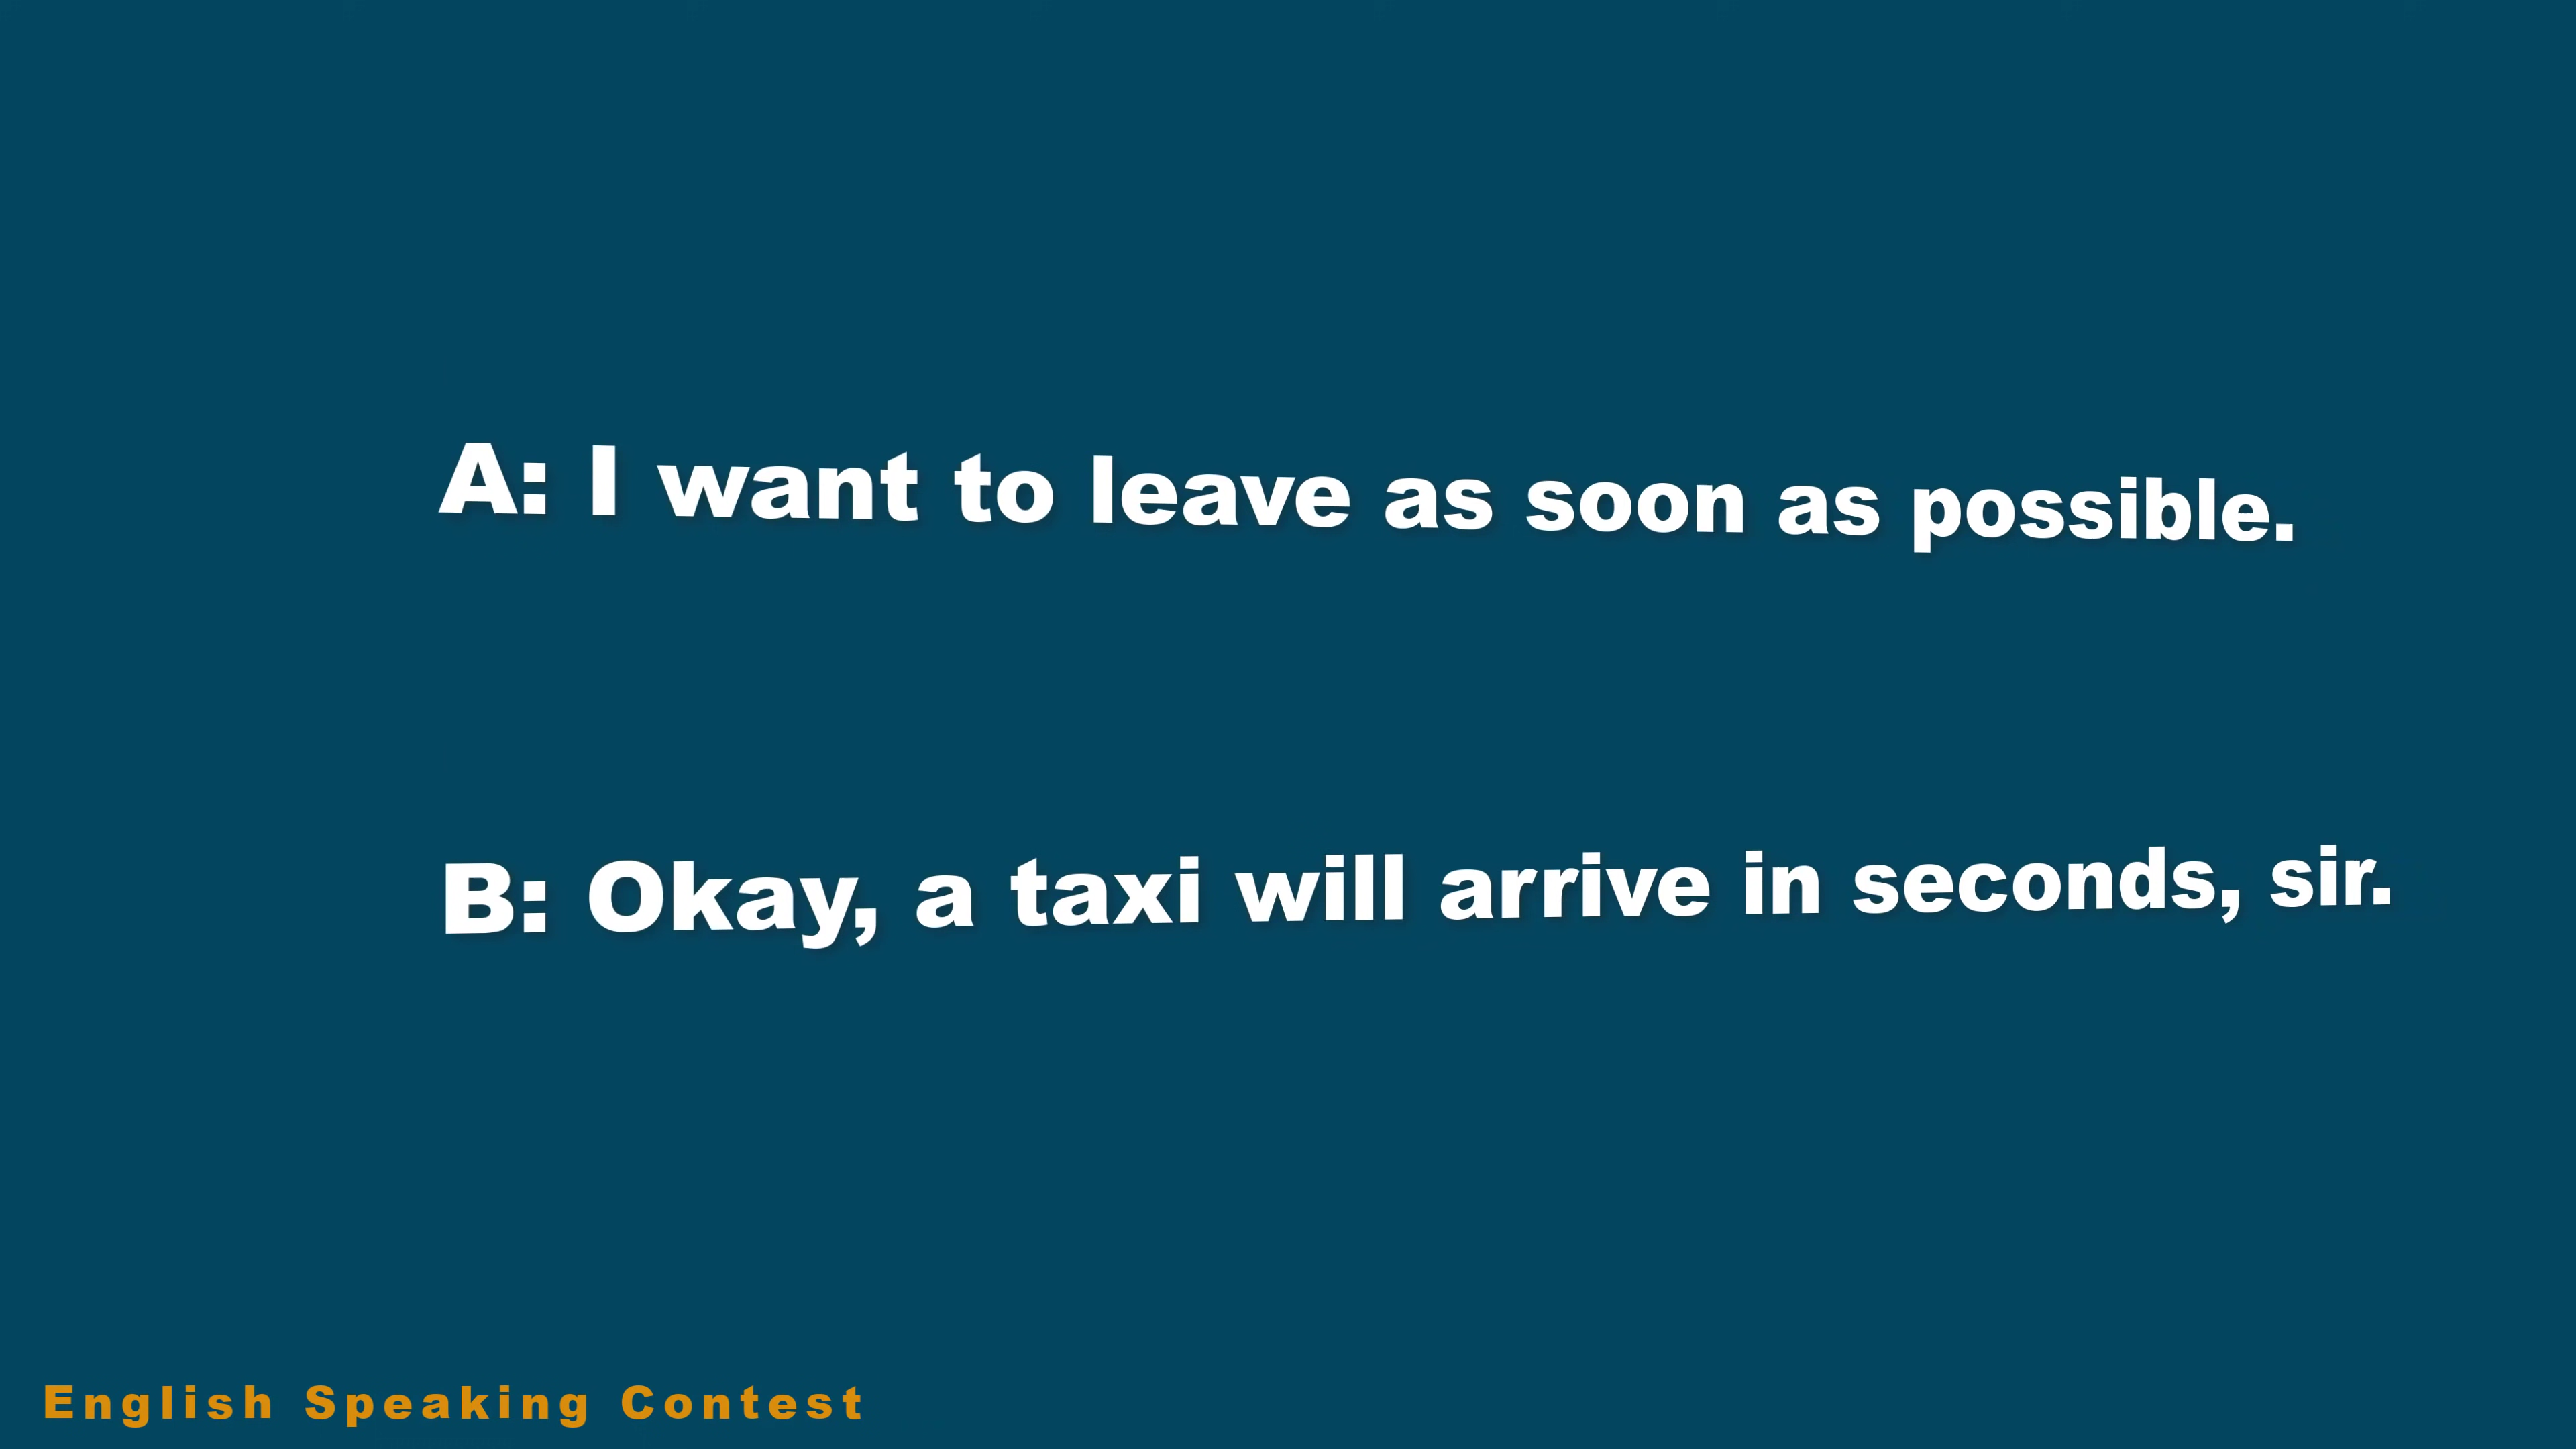 A: I want to leave as soon as possible.
B: Okay, a taxi will arrive in seconds, sir.
English Speaking Contest